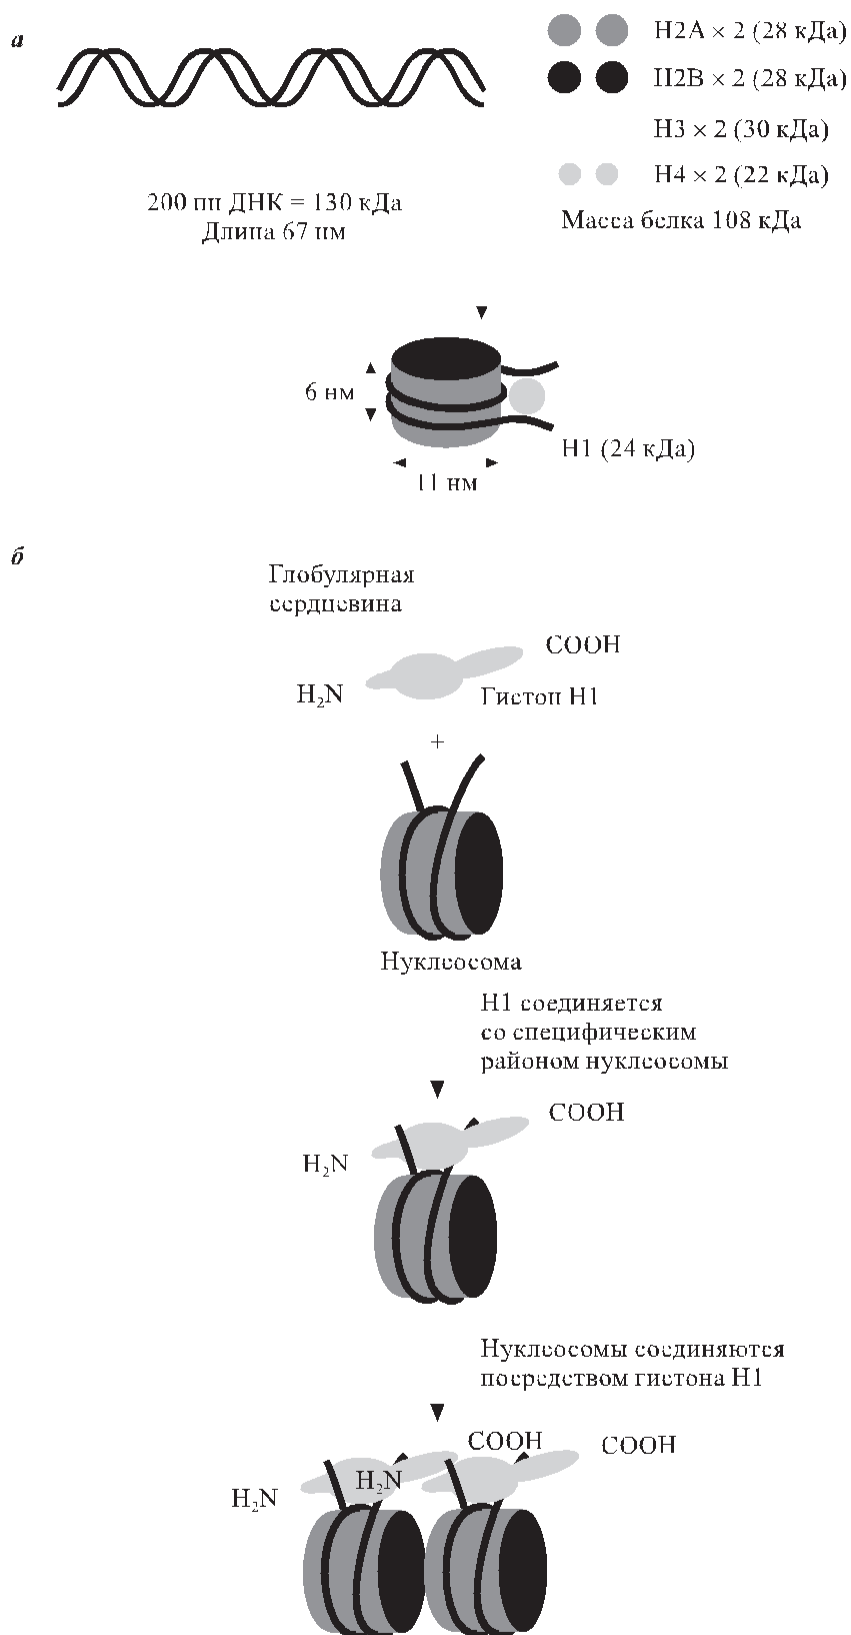 а
H2A × 2 (28 кДа)
H2B × 2 (28 кДа)
H3 × 2 (30 кДа)
H4 × 2 (22 кДа)
Масса белка 108 кДа
200 пн ДНК = 130 кДа
Длина 67 нм
6 нм
H1 (24 кДа)
11 нм
б
Глобулярная
сердцевина
COOH
H₂N
Гистон H1
+
Нуклеосома
H1 соединяется
со специфическим
районом нуклеосомы
COOH
H₂N
Нуклеосомы соединяются
посредством гистона H1
COOH
COOH
H₂N
H₂N